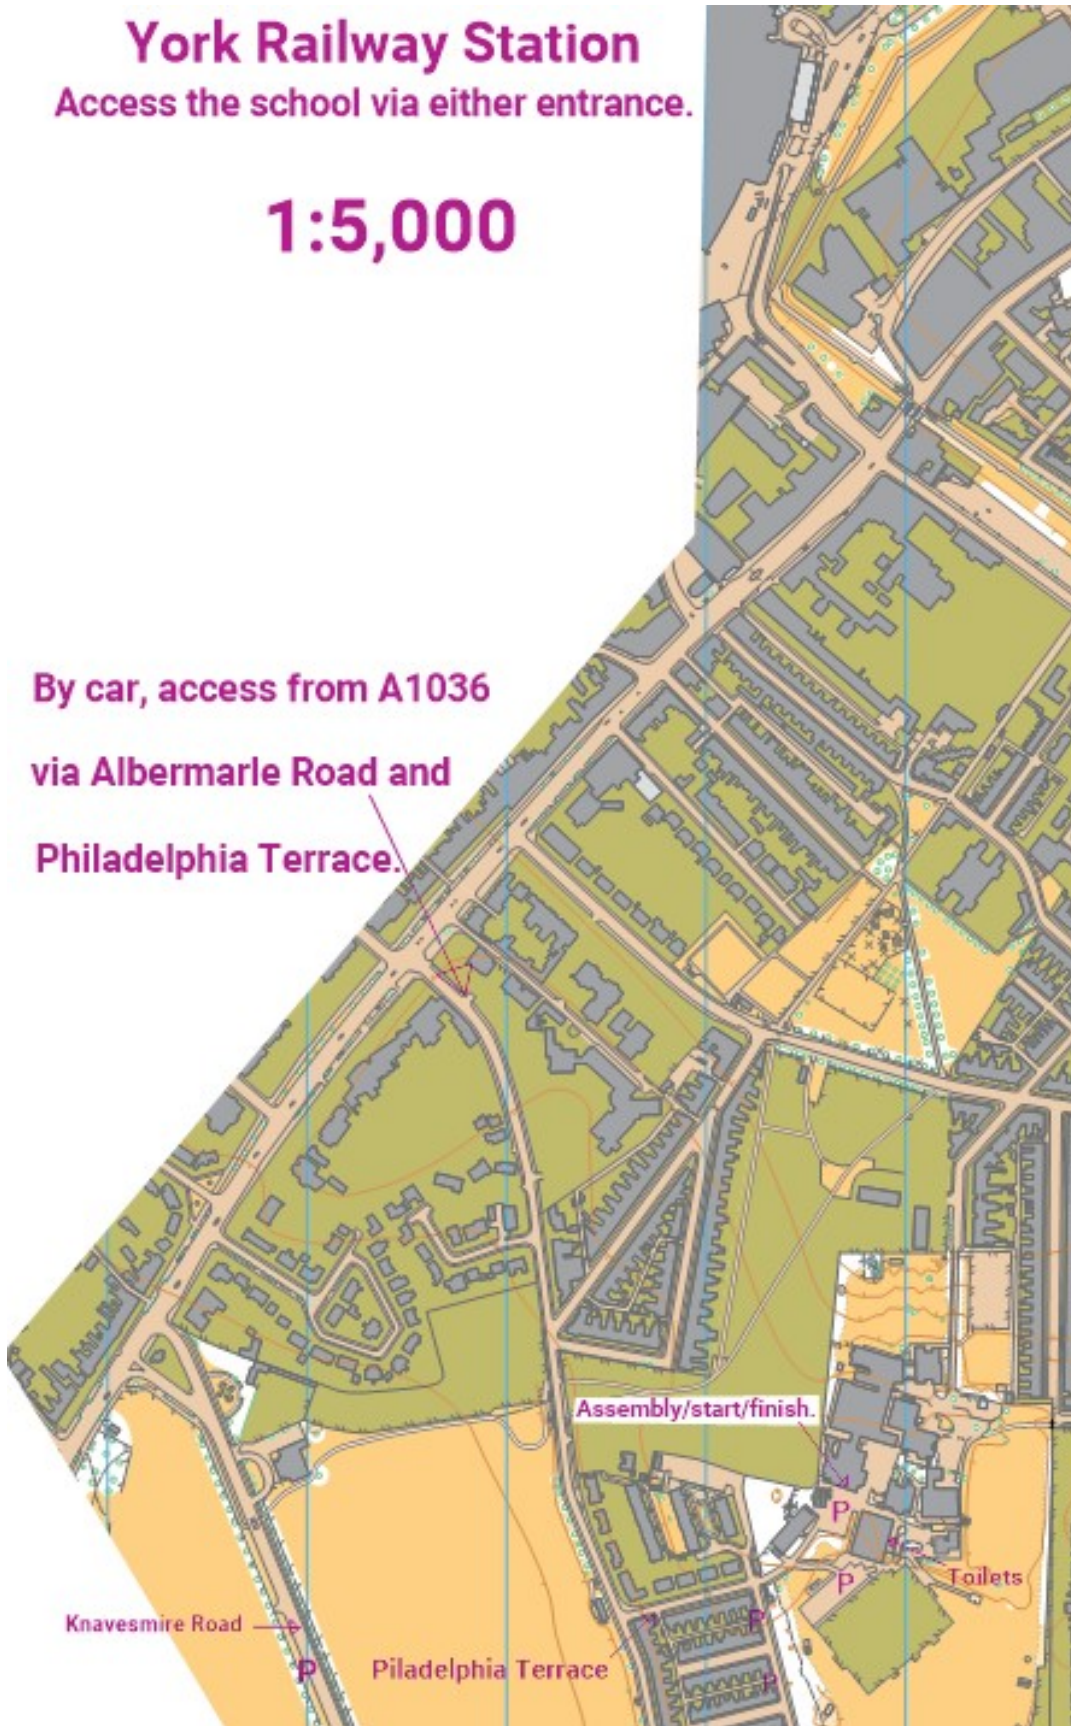 York Railway Station
Access the school via either entrance.
1:5,000
By car, access from A1036
via Albermarle Road and
Philadelphia Terrace.
Assembly/start/finish.
P
P
Toilets
Knavesmire Road
P
P
Piladelphia Terrace
P